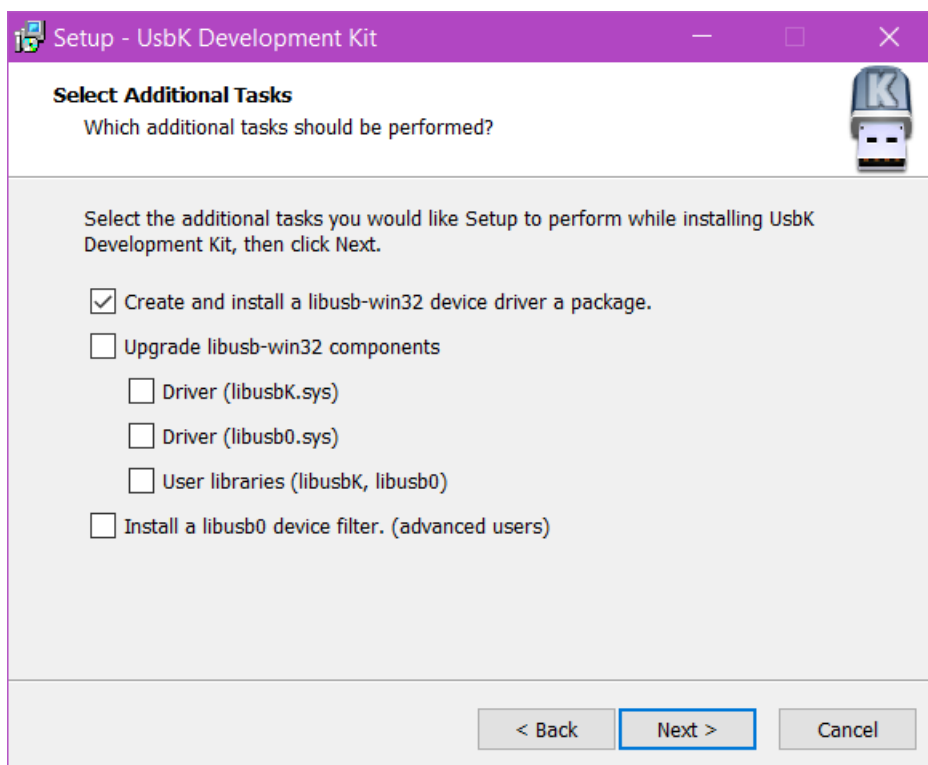 Setup - UsbK Development Kit
Select Additional Tasks
Which additional tasks should be performed?
K
Select the additional tasks you would like Setup to perform while installing UsbK
Development Kit, then click Next.
Create and install a libusb-win32 device driver a package.
Upgrade libusb-win32 components
Driver (libusbK.sys)
Driver (libusb0.sys)
User libraries (libusbK, libusb0)
Install a libusb0 device filter. (advanced users)
< Back Next > Cancel